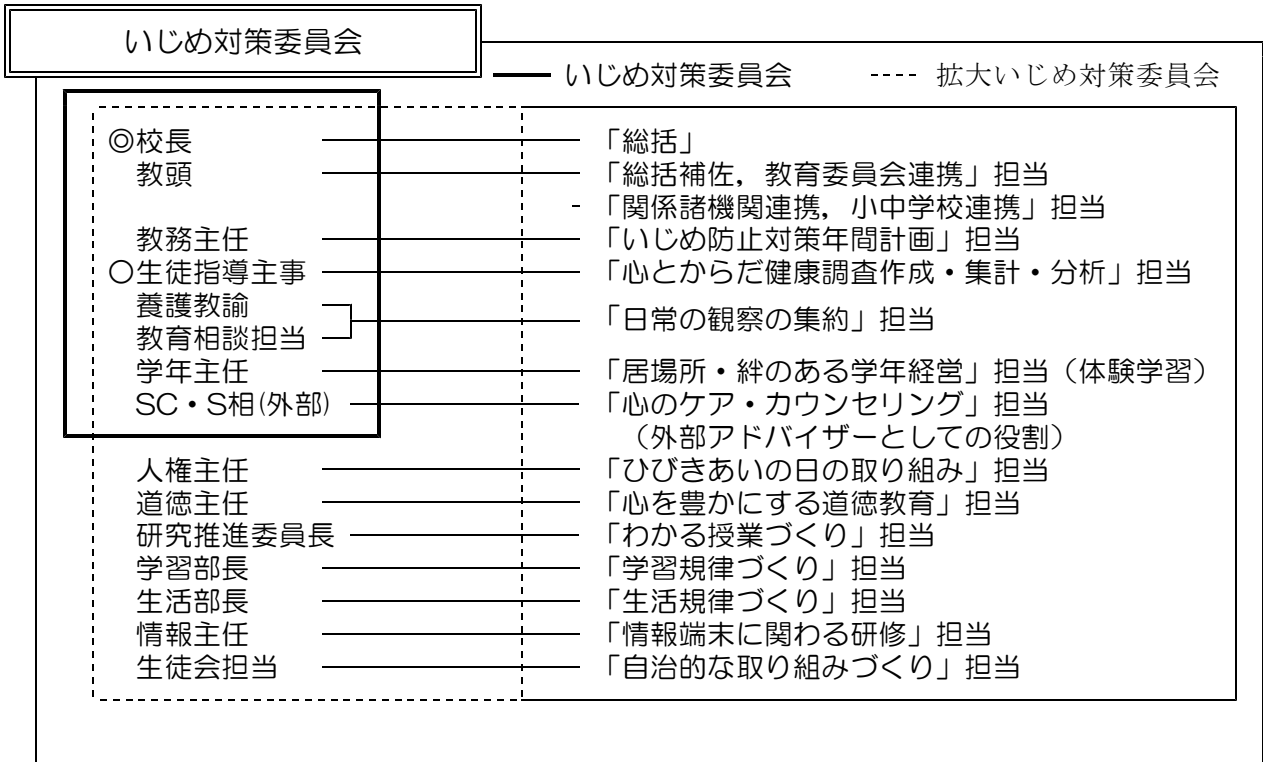 いじめ対策委員会
いじめ対策委員会 拡大いじめ対策委員会
◎校長 「総括」
教頭 「総括補佐,教育委員会連携」担当
「関係諸機関連携,小中学校連携」担当
教務主任 「いじめ防止対策年間計画」担当
○生徒指導主事 「心とからだ健康調査作成・集計・分析」担当
養護教諭
教育相談担当 「日常の観察の集約」担当
学年主任 「居場所・絆のある学年経営」担当(体験学習)
SC・S相(外部) 「心のケア・カウンセリング」担当
(外部アドバイザーとしての役割)
人権主任 「ひびきあいの日の取り組み」担当
道徳主任 「心を豊かにする道徳教育」担当
研究推進委員長 「わかる授業づくり」担当
学習部長 「学習規律づくり」担当
生活部長 「生活規律づくり」担当
情報主任 「情報端末に関わる研修」担当
生徒会担当 「自治的な取り組みづくり」担当